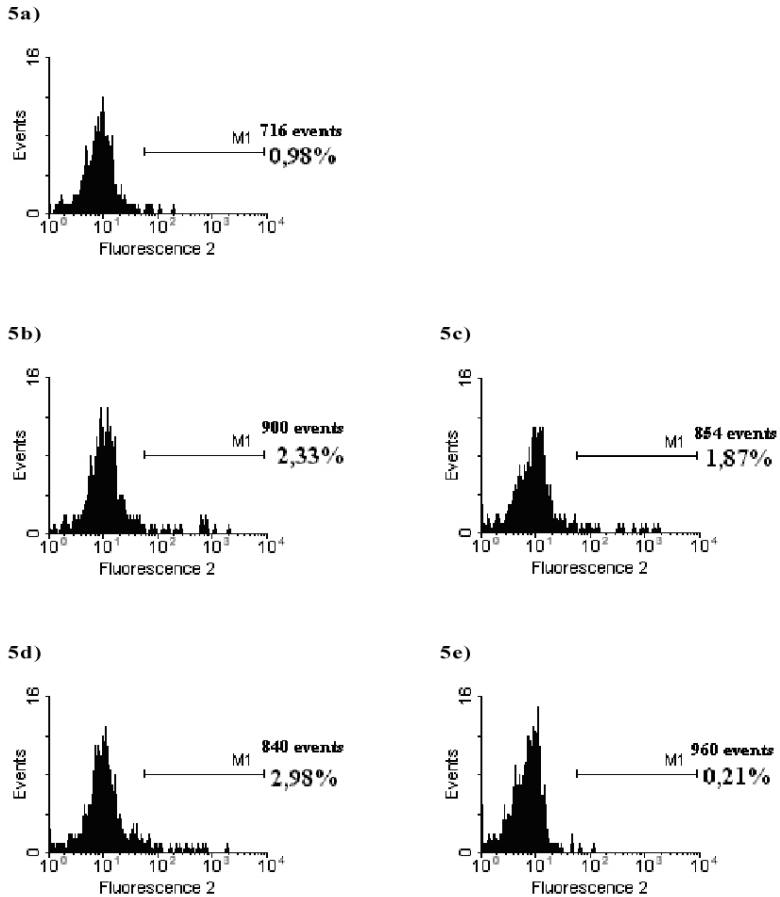 5a)
16
Events
M1 716 events
0,98%
0
10^0 10^1 10^2 10^3 10^4
Fluorescence 2
5b)
16
Events
M1 900 events
2,33%
0
10^0 10^1 10^2 10^3 10^4
Fluorescence 2
5c)
16
Events
M1 854 events
1,87%
0
10^0 10^1 10^2 10^3 10^4
Fluorescence 2
5d)
16
Events
M1 840 events
2,98%
0
10^0 10^1 10^2 10^3 10^4
Fluorescence 2
5e)
16
Events
M1 960 events
0,21%
0
10^0 10^1 10^2 10^3 10^4
Fluorescence 2